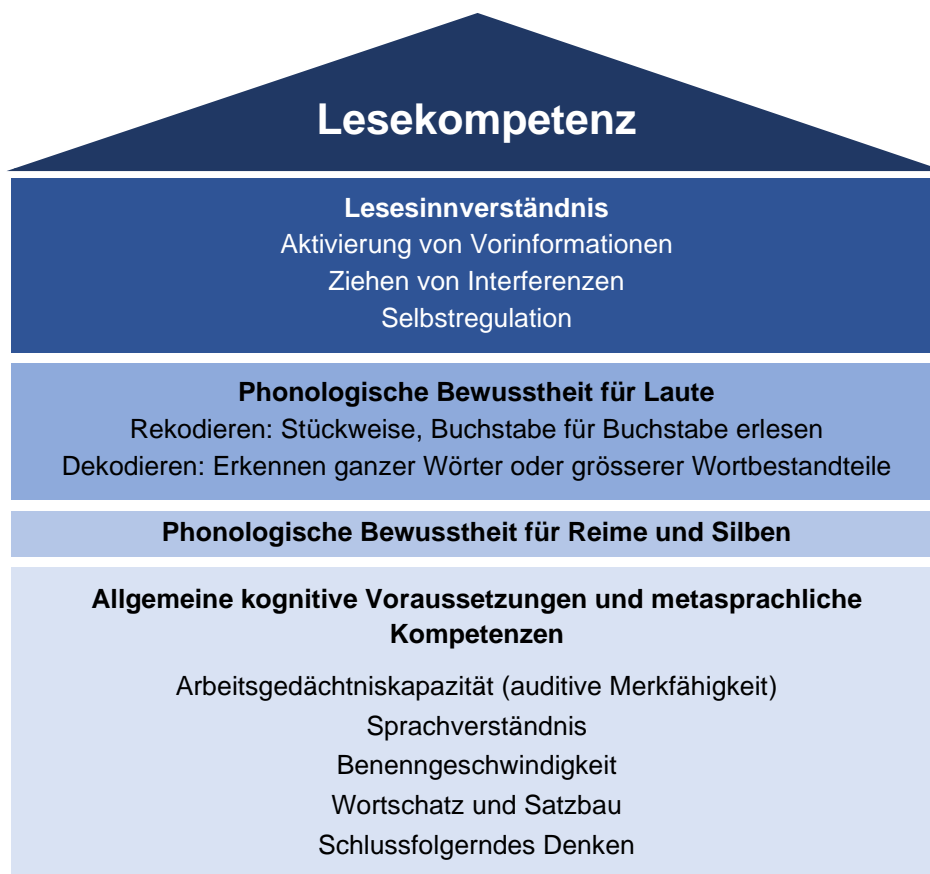 Lesekompetenz
Lesesinnverständnis
Aktivierung von Vorinformationen
Ziehen von Interferenzen
Selbstregulation
Phonologische Bewusstheit für Laute
Rekodieren: Stückweise, Buchstabe für Buchstabe erlesen
Dekodieren: Erkennen ganzer Wörter oder grösserer Wortbestandteile
Phonologische Bewusstheit für Reime und Silben
Allgemeine kognitive Voraussetzungen und metasprachliche
Kompetenzen
Arbeitsgedächtniskapazität (auditive Merkfähigkeit)
Sprachverständnis
Benenngeschwindigkeit
Wortschatz und Satzbau
Schlussfolgerndes Denken